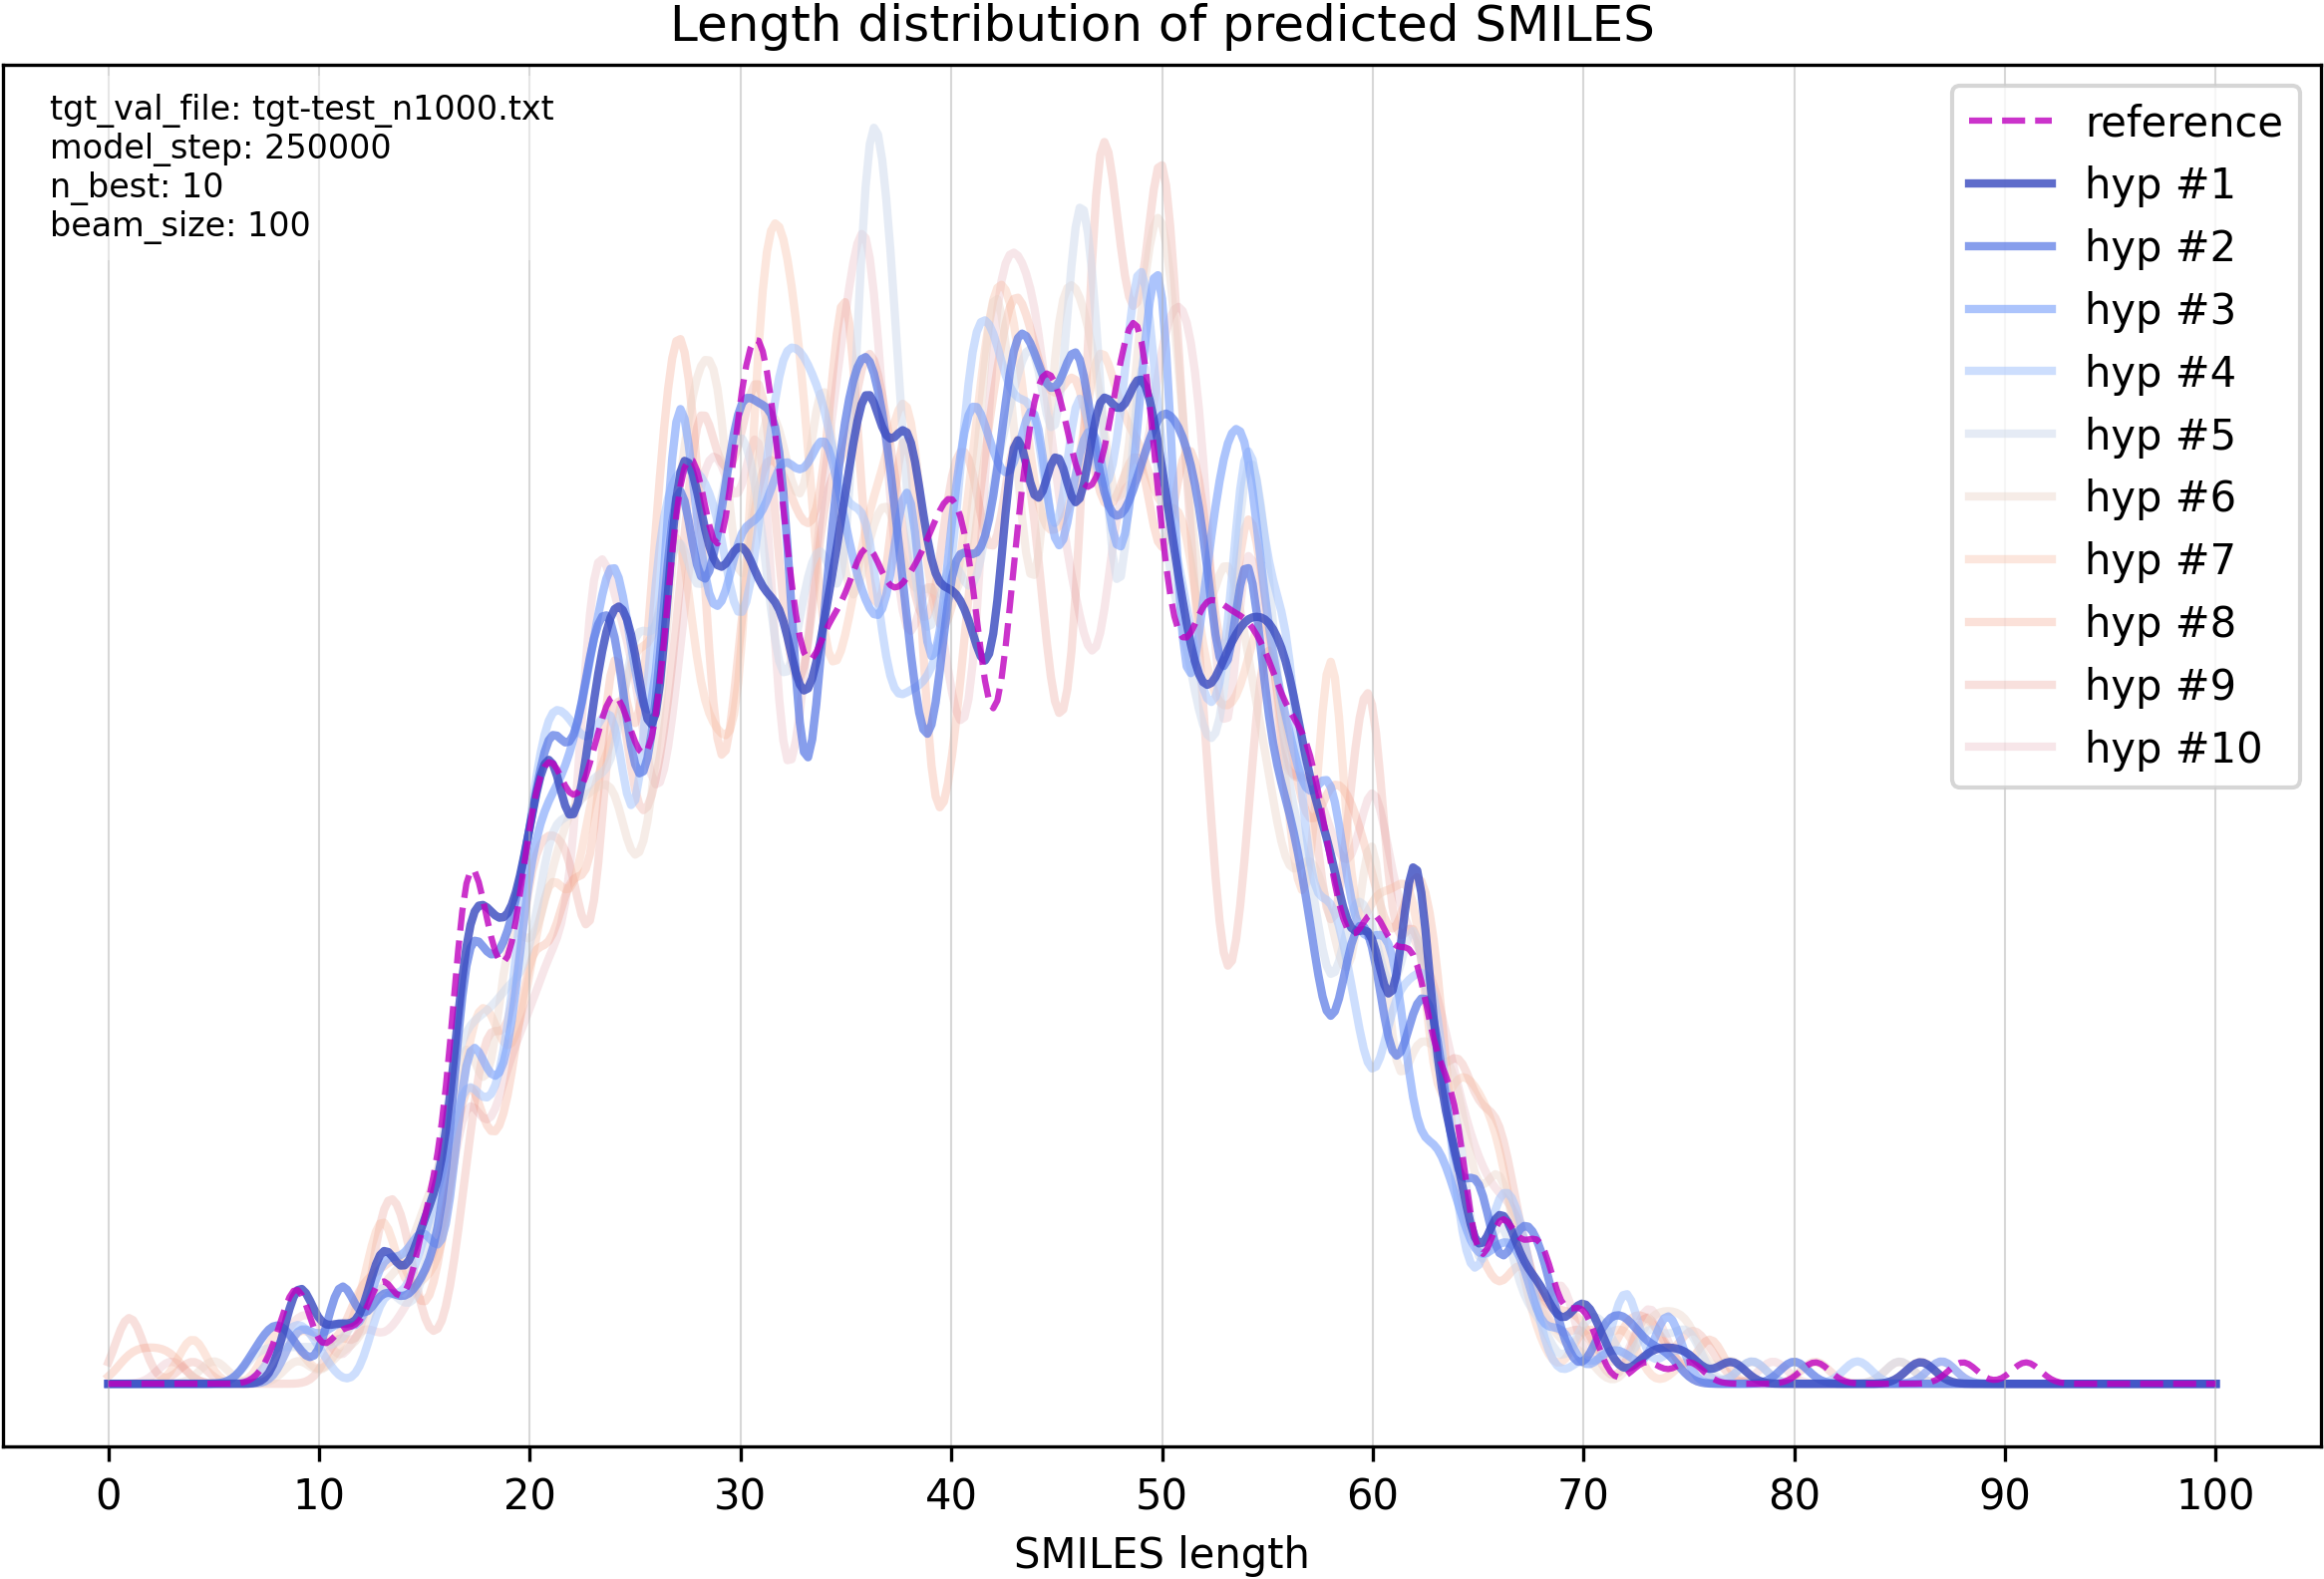 Length distribution of predicted SMILES
tgt_val_file: tgt-test_n1000.txt
model_step: 250000
n_best: 10
beam_size: 100
reference
hyp #1
hyp #2
hyp #3
hyp #4
hyp #5
hyp #6
hyp #7
hyp #8
hyp #9
hyp #10
0 10 20 30 40 50 60 70 80 90 100
SMILES length